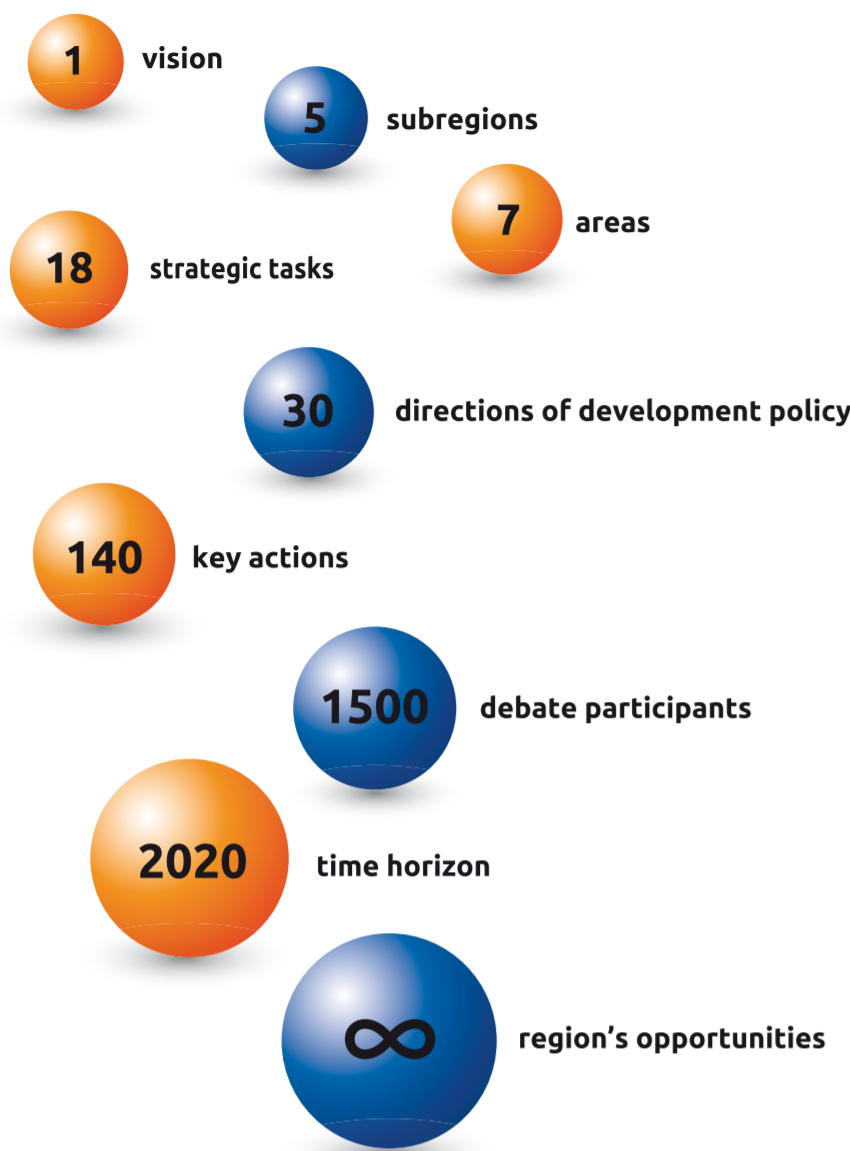 1 vision
5 subregions
7 areas
18 strategic tasks
30 directions of development policy
140 key actions
1500 debate participants
2020 time horizon
∞ region’s opportunities